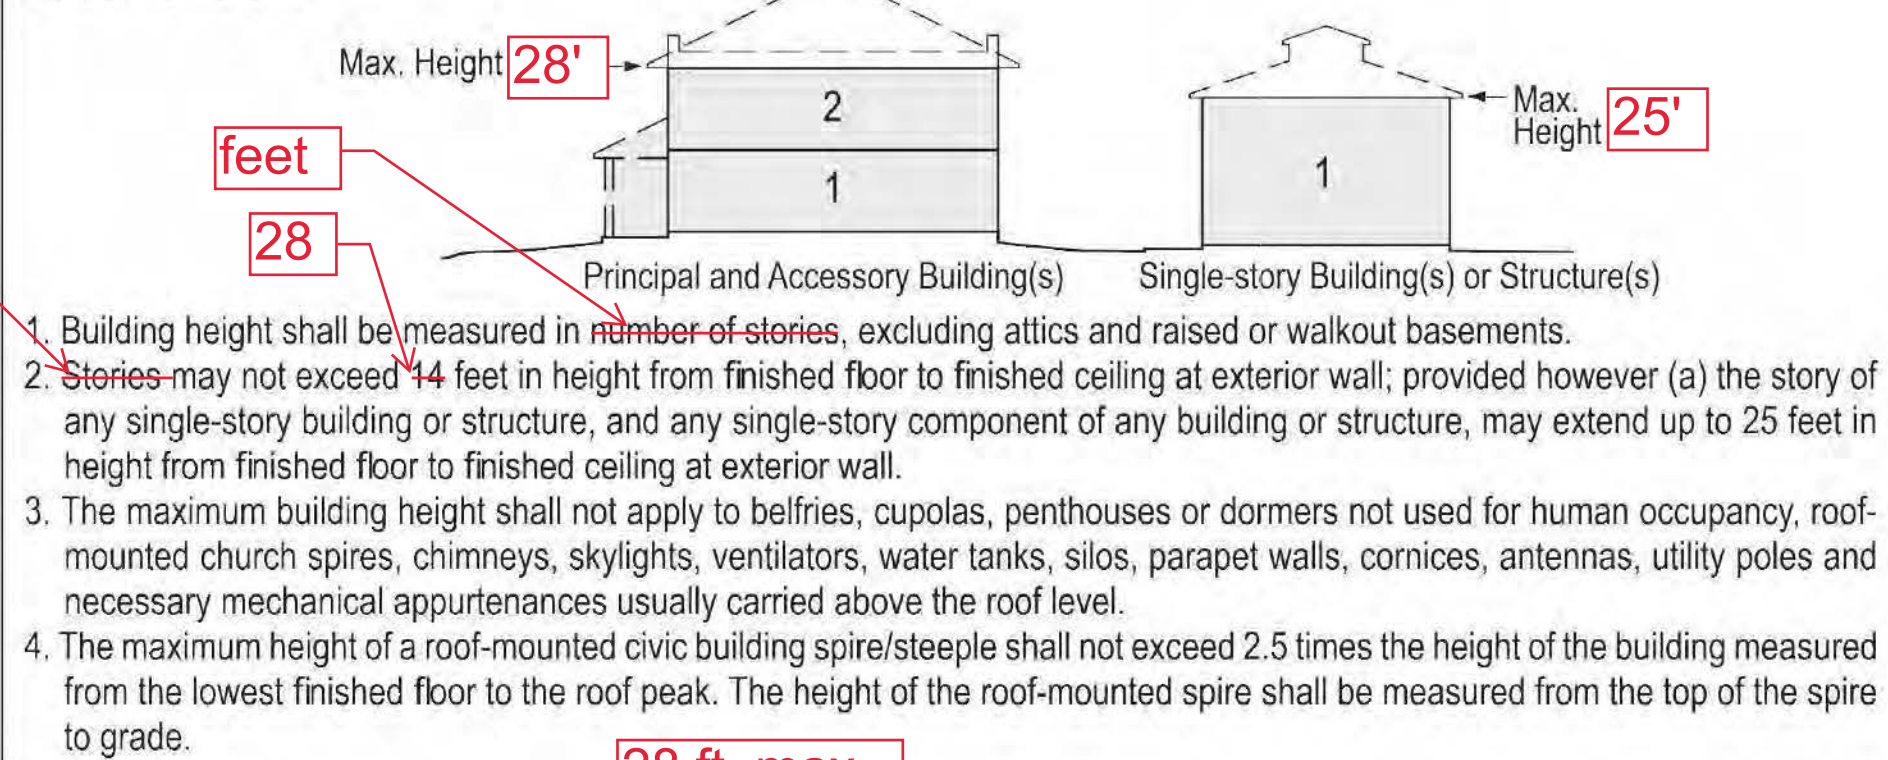 Max. Height 28'
2
1
Max.
Height 25'
1
feet
28
Principal and Accessory Building(s)
Single-story Building(s) or Structure(s)
1. Building height shall be measured in number of stories, excluding attics and raised or walkout basements.
2. Stories may not exceed 14 feet in height from finished floor to finished ceiling at exterior wall; provided however (a) the story of
any single-story building or structure, and any single-story component of any building or structure, may extend up to 25 feet in
height from finished floor to finished ceiling at exterior wall.
3. The maximum building height shall not apply to belfries, cupolas, penthouses or dormers not used for human occupancy, roof-
mounted church spires, chimneys, skylights, ventilators, water tanks, silos, parapet walls, cornices, antennas, utility poles and
necessary mechanical appurtenances usually carried above the roof level.
4. The maximum height of a roof-mounted civic building spire/steeple shall not exceed 2.5 times the height of the building measured
from the lowest finished floor to the roof peak. The height of the roof-mounted spire shall be measured from the top of the spire
to grade.
28 ft. max